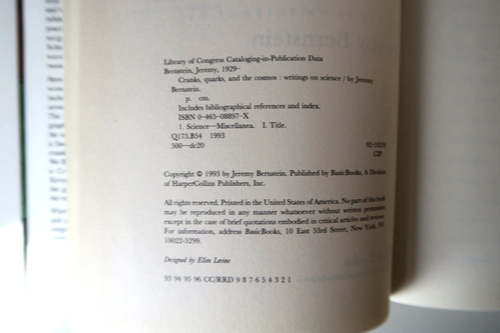 Library of Congress Cataloging-in-Publication Data
Bernstein, Jeremy, 1929–
Cranks, quarks, and the cosmos : writings on science / by Jeremy
Bernstein.
p. cm.
Includes bibliographical references and index.
ISBN 0-465-08897-X
1. Science—Miscellanea. I. Title.
Q173.B54 1993
500—dc20
CIP
Copyright © 1993 by Jeremy Bernstein. Published by BasicBooks, A Division
of HarperCollins Publishers, Inc.
All rights reserved. Printed in the United States of America. No part of this book
may be reproduced in any manner whatsoever without written permission
except in the case of brief quotations embodied in critical articles and reviews.
For information, address BasicBooks, 10 East 53rd Street, New York, NY
10022-5299.
Designed by Ellen Levine
93 94 95 96 CC/RRD 9 8 7 6 5 4 3 2 1